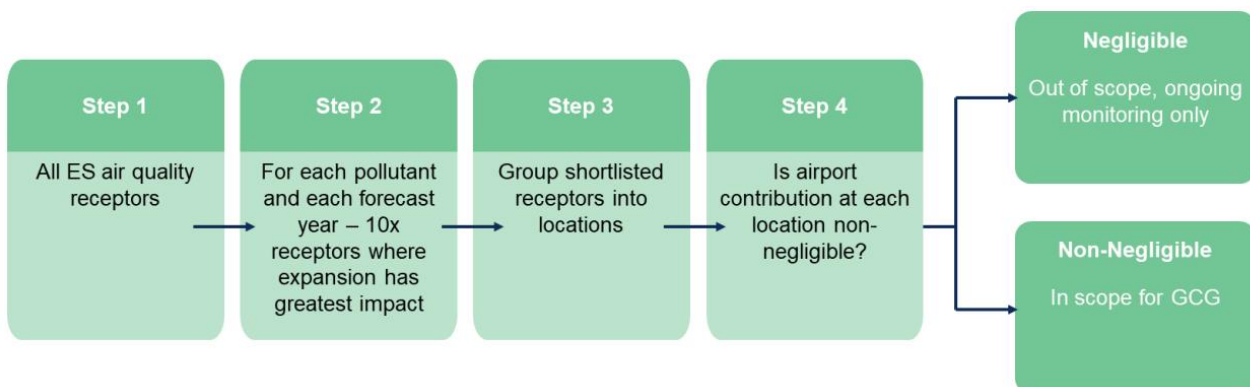 Step 1
All ES air quality
receptors
Step 2
For each pollutant
and each forecast
year – 10x
receptors where
expansion has
greatest impact
Step 3
Group shortlisted
receptors into
locations
Step 4
Is airport
contribution at each
location non-
negligible?
Negligible
Out of scope, ongoing
monitoring only
Non-Negligible
In scope for GCG